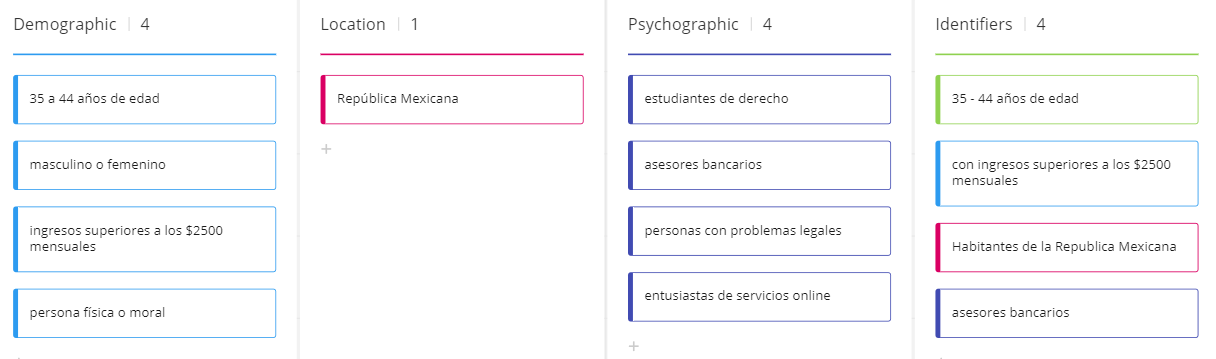 Demographic | 4
35 a 44 años de edad
masculino o femenino
ingresos superiores a los $2500
mensuales
persona física o moral
Location | 1
República Mexicana
+
Psychographic | 4
estudiantes de derecho
asesores bancarios
personas con problemas legales
entusiastas de servicios online
+
Identifiers | 4
35 - 44 años de edad
con ingresos superiores a los $2500
mensuales
Habitantes de la Republica Mexicana
asesores bancarios